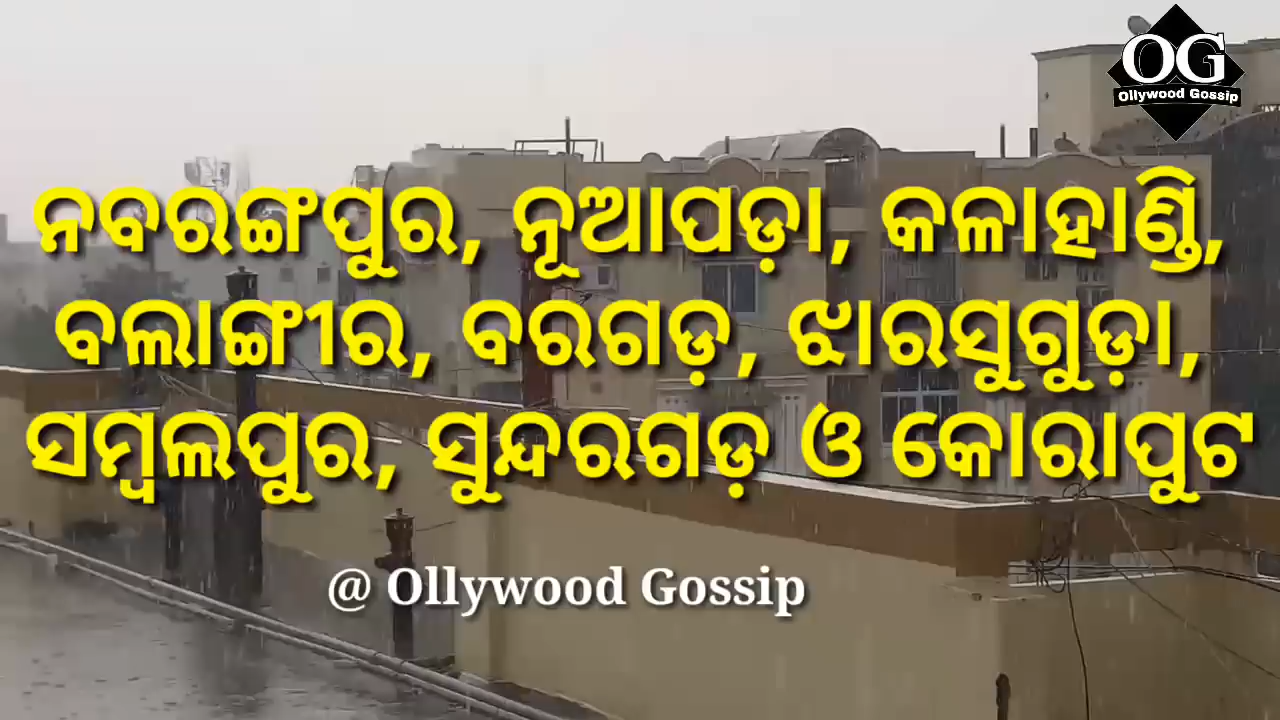 OG
Ollywood Gossip
ନବରଙ୍ଗପୁର, ନୂଆପଡ଼ା, କଳାହାଣ୍ଡି,
ବଲାଙ୍ଗୀର, ବରଗଡ଼, ଝାରସୁଗୁଡ଼ା,
ସମ୍ବଲପୁର, ସୁନ୍ଦରଗଡ଼ ଓ କୋରାପୁଟ
@ Ollywood Gossip